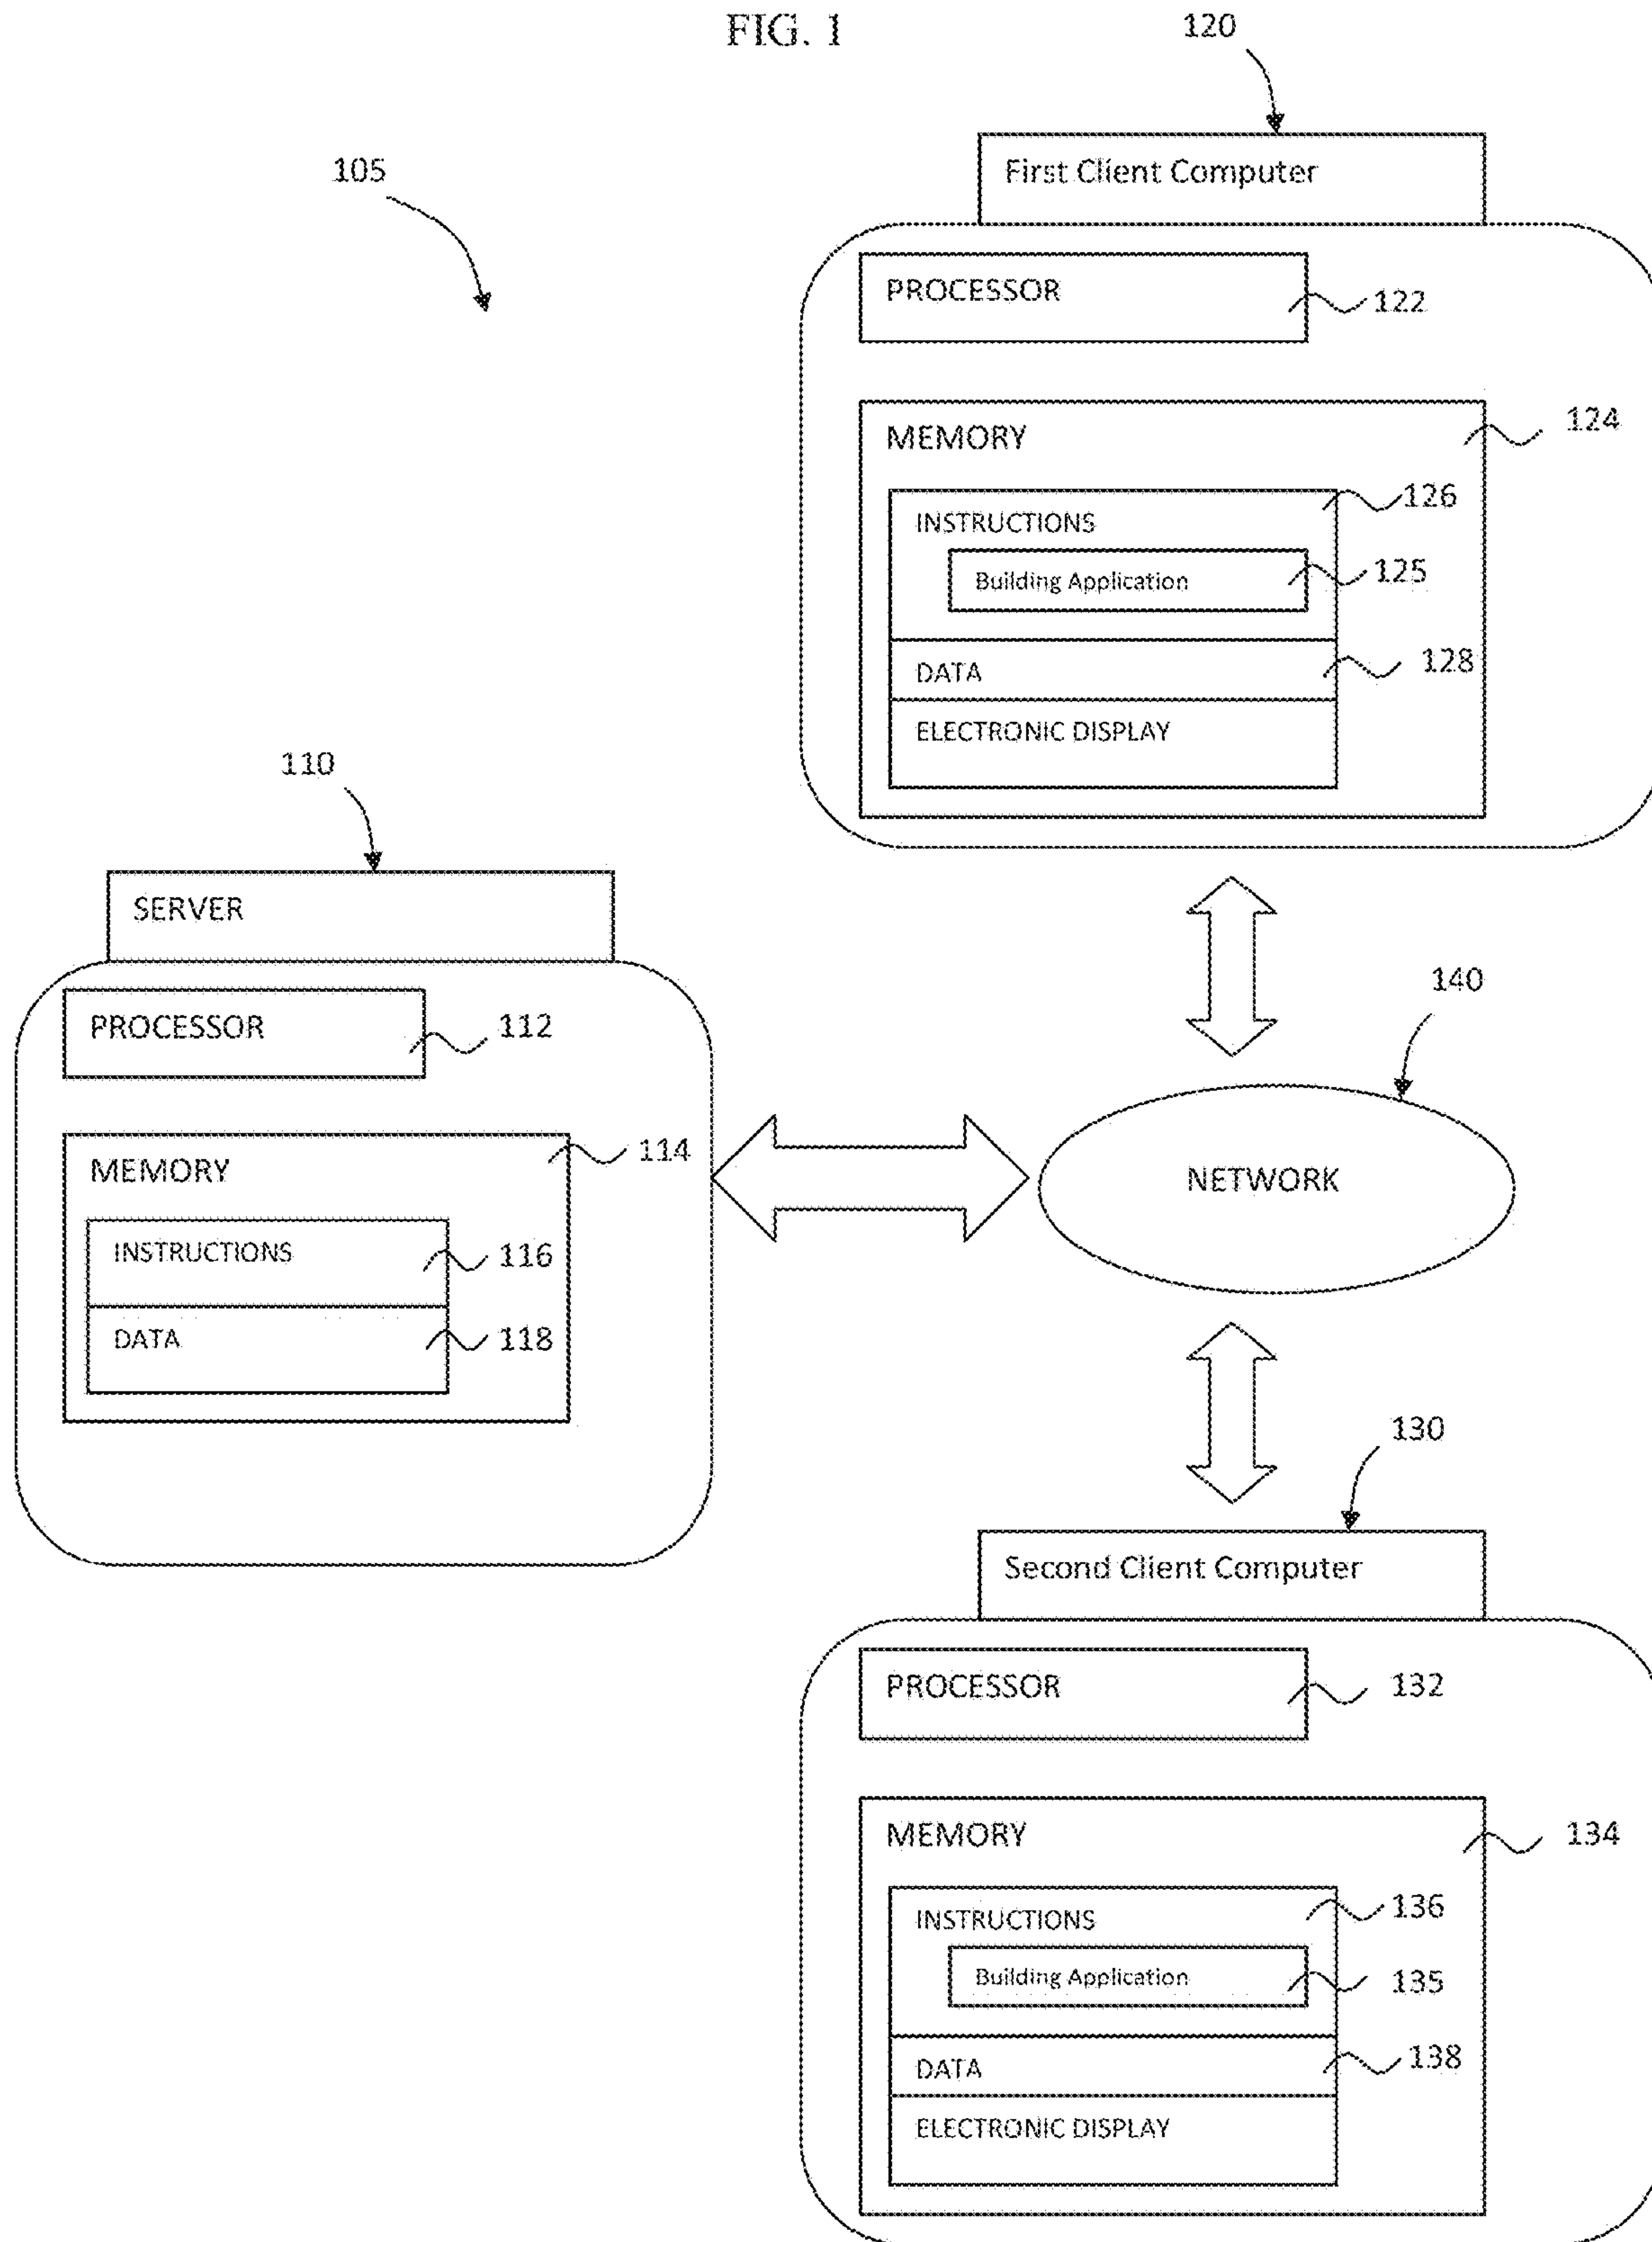 FIG. 1
120
105
First Client Computer
PROCESSOR
122
MEMORY
124
INSTRUCTIONS
126
Building Application
125
DATA
128
ELECTRONIC DISPLAY
110
SERVER
PROCESSOR
112
MEMORY
114
INSTRUCTIONS
116
DATA
118
140
NETWORK
130
Second Client Computer
PROCESSOR
132
MEMORY
134
INSTRUCTIONS
136
Building Application
135
DATA
138
ELECTRONIC DISPLAY